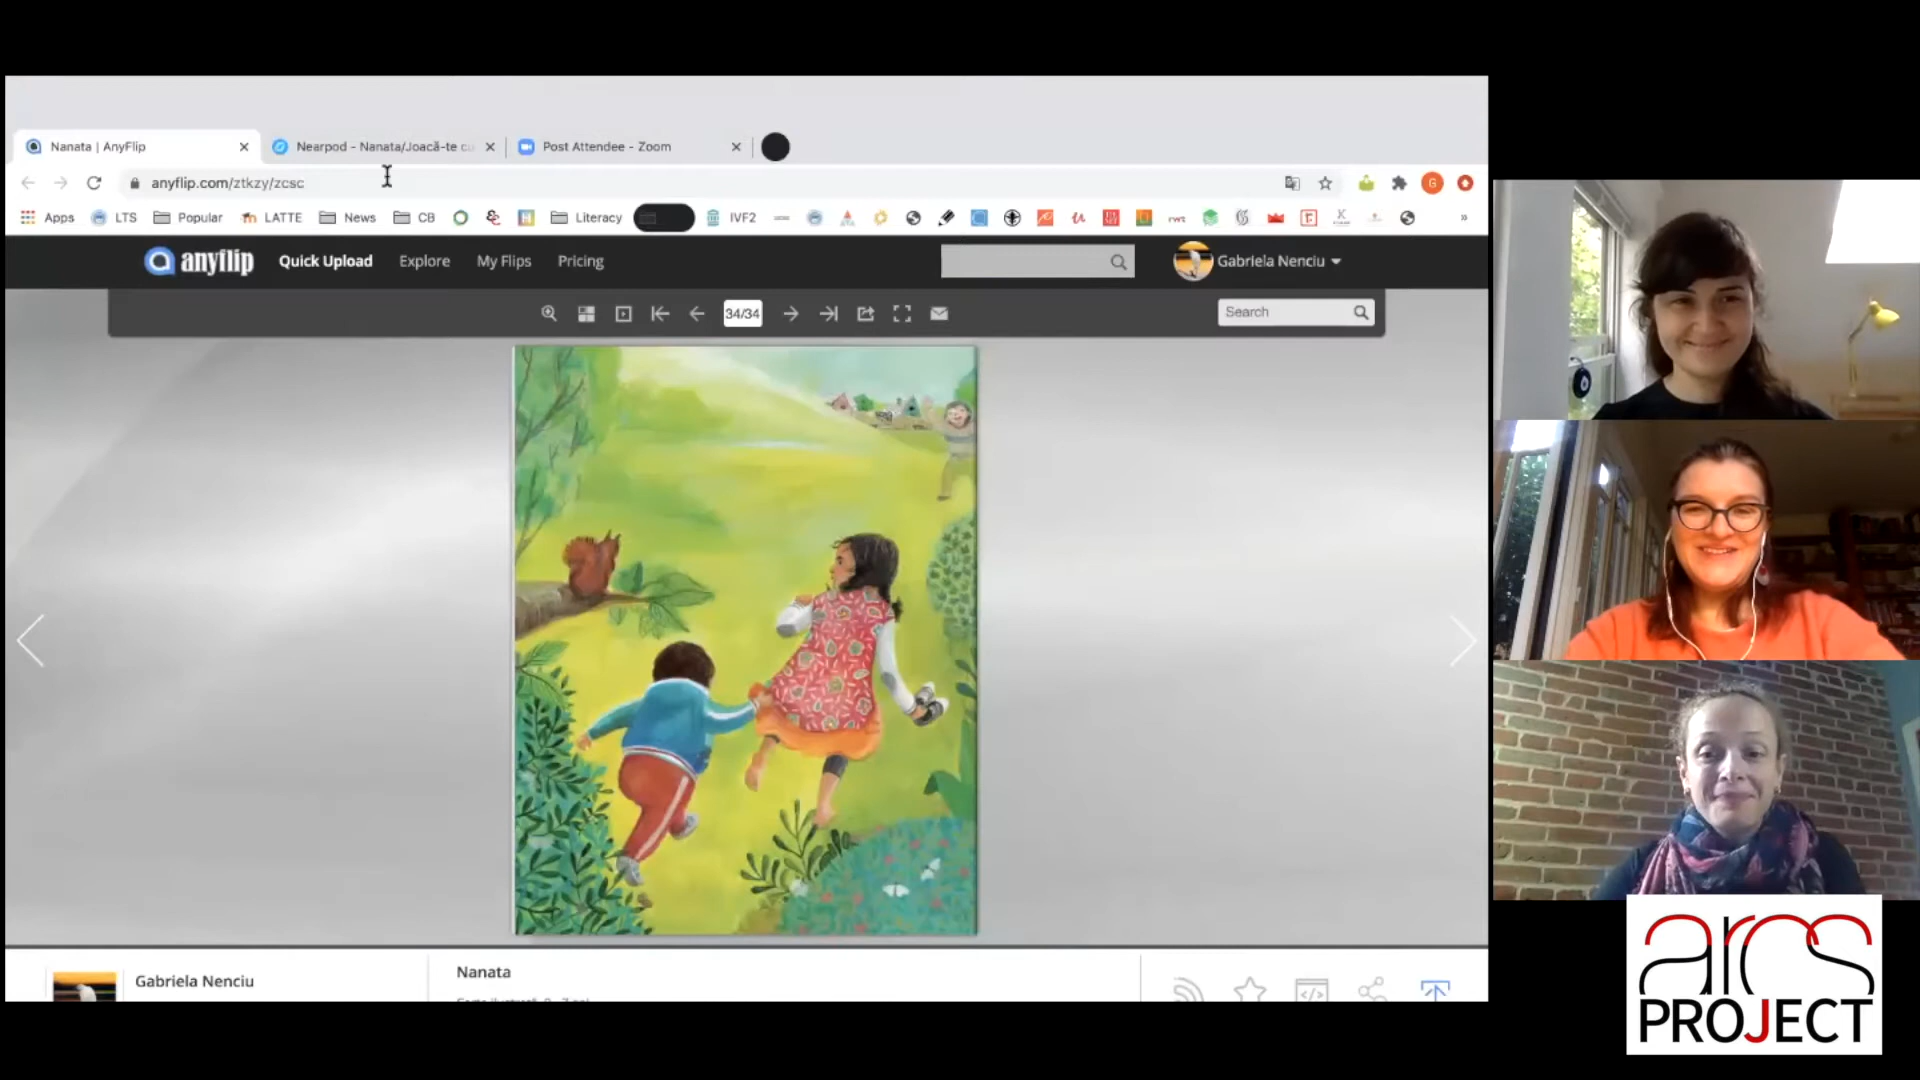 Nanata | AnyFlip
Nearpod - Nanata/Joacă-te cu
Post Attendee - Zoom
anyflip.com/ztkzy/zcsc
G
Apps LTS Popular LATTE News CB Literacy IVF2 »
anyflip Quick Upload Explore My Flips Pricing Gabriela Nenciu
34/34 Search
Gabriela Nenciu
Nanata
arcs
PROJECT